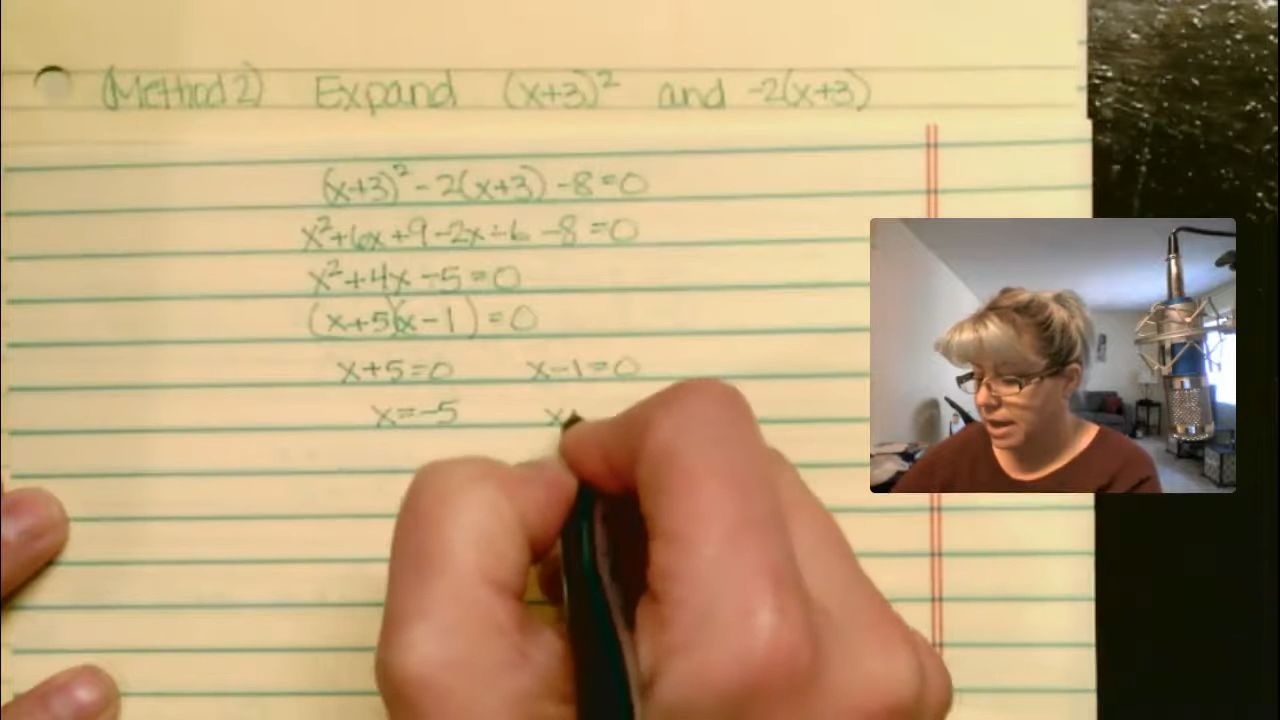 (Method 2) Expand (x+3)² and -2(x+3)
(x+3)² - 2(x+3) - 8 = 0
x² + 6x + 9 - 2x - 6 - 8 = 0
x² + 4x - 5 = 0
(x+5)(x-1) = 0
x+5=0 x-1=0
x=-5 x